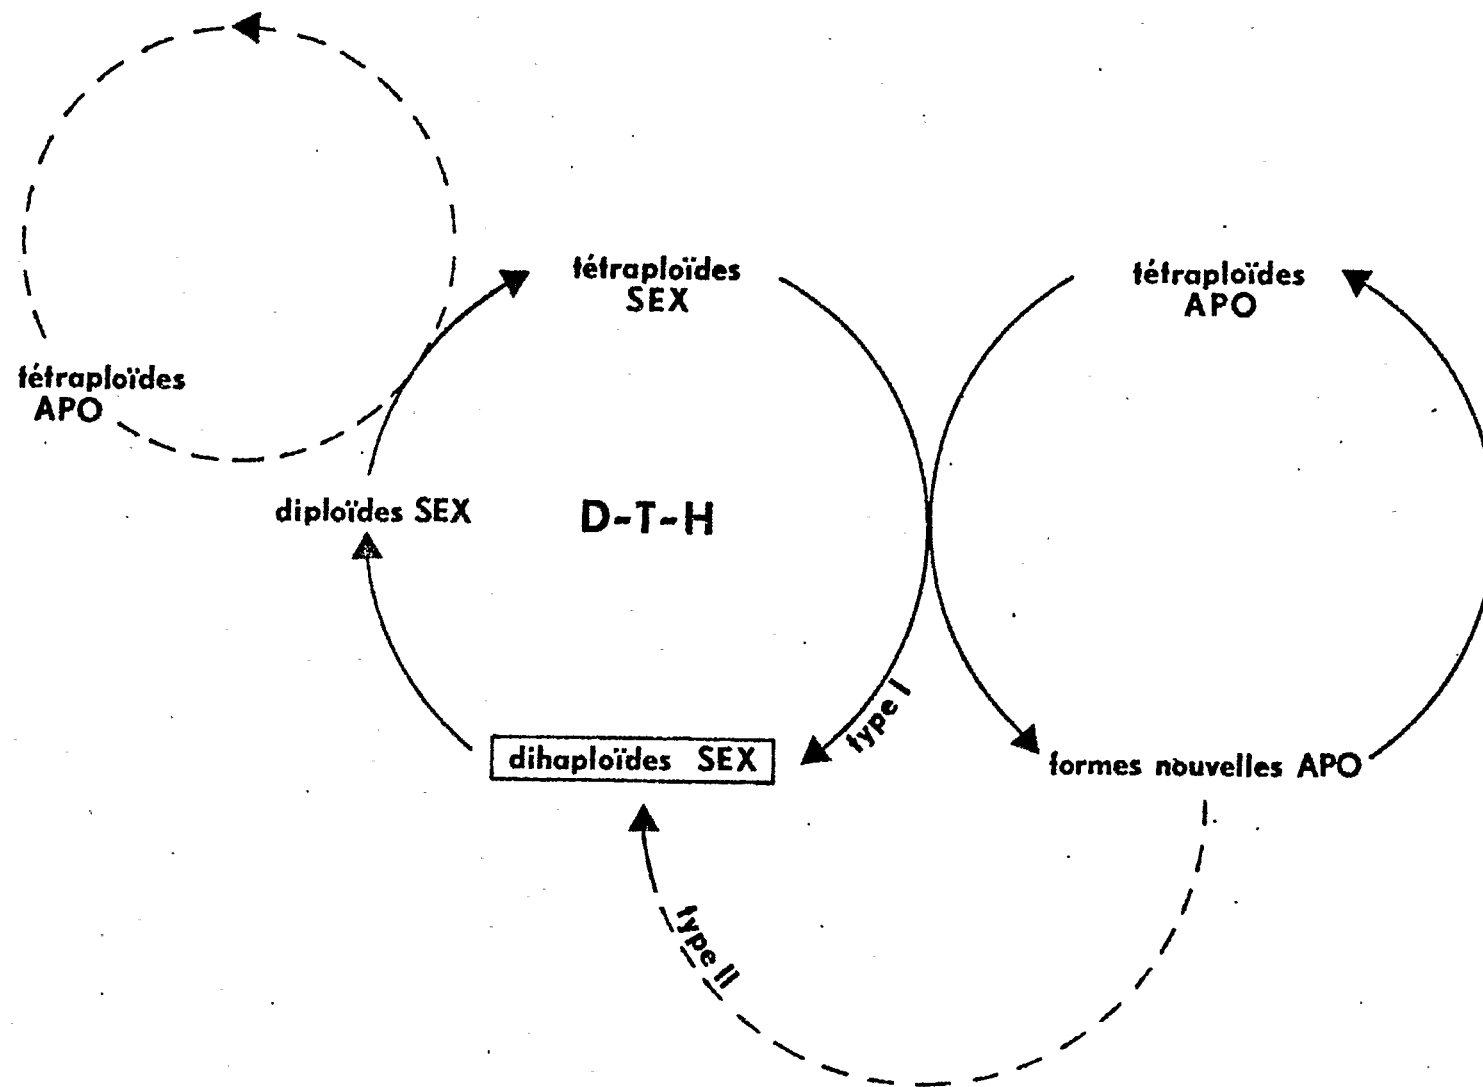 tétraploïdes
SEX
tétraploïdes
APO
tétraploïdes
APO
diploïdes SEX
D-T-H
type I
dihaploïdes SEX
formes nouvelles APO
type II